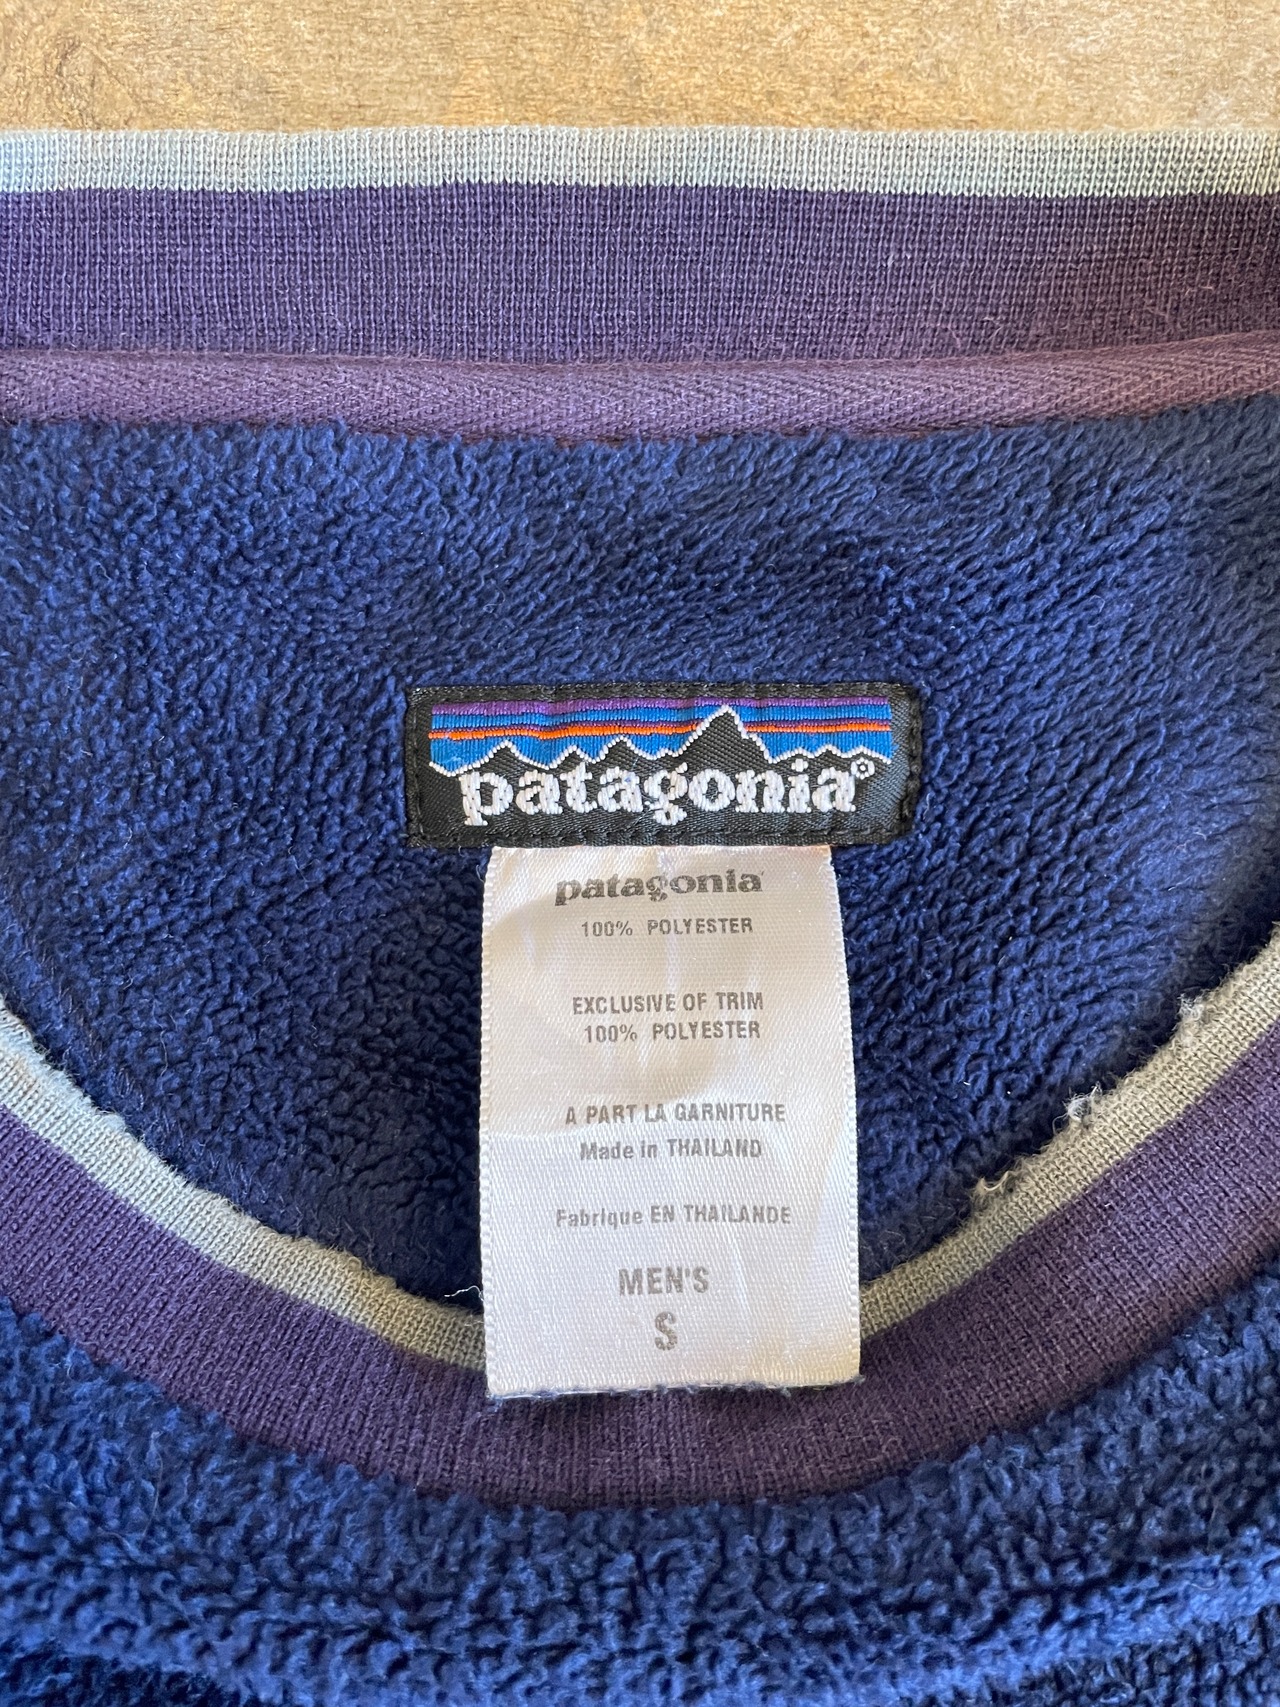 patagonia®
patagonia
100% POLYESTER
EXCLUSIVE OF TRIM
100% POLYESTER
A PART LA GARNITURE
Made in THAILAND
Fabrique EN THAILANDE
MEN'S
S